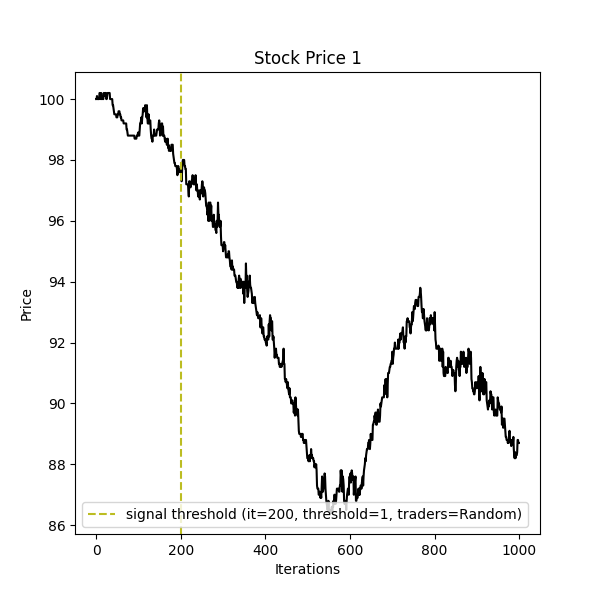 Stock Price 1
Price
100
98
96
94
92
90
88
86
signal threshold (it=200, threshold=1, traders=Random)
0 200 400 600 800 1000
Iterations